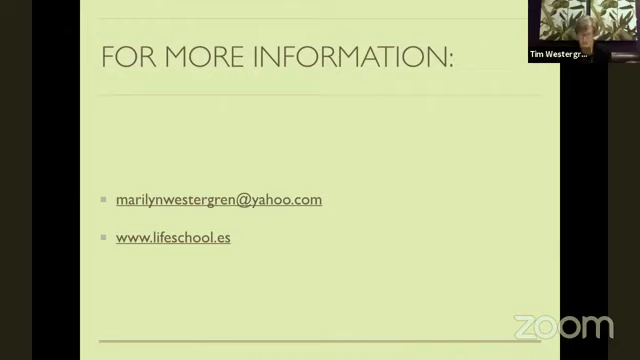 FOR MORE INFORMATION:
Tim Westergr...
marilynwestergren@yahoo.com
www.lifeschool.es
zoom